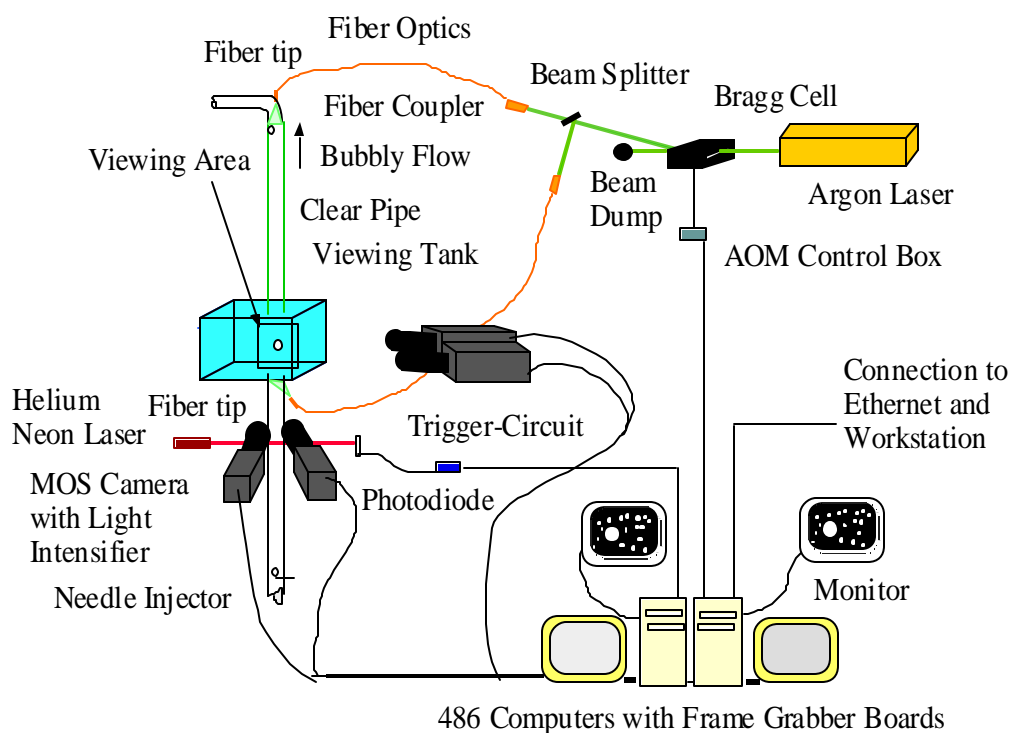 Fiber Optics
Fiber tip
Beam Splitter
Bragg Cell
Fiber Coupler
Viewing Area
Bubbly Flow
Beam
Dump
Argon Laser
Clear Pipe
Viewing Tank
AOM Control Box
Connection to
Ethernet and
Workstation
Helium
Neon Laser
Fiber tip
Trigger-Circuit
MOS Camera
with Light
Intensifier
Photodiode
Needle Injector
Monitor
486 Computers with Frame Grabber Boards